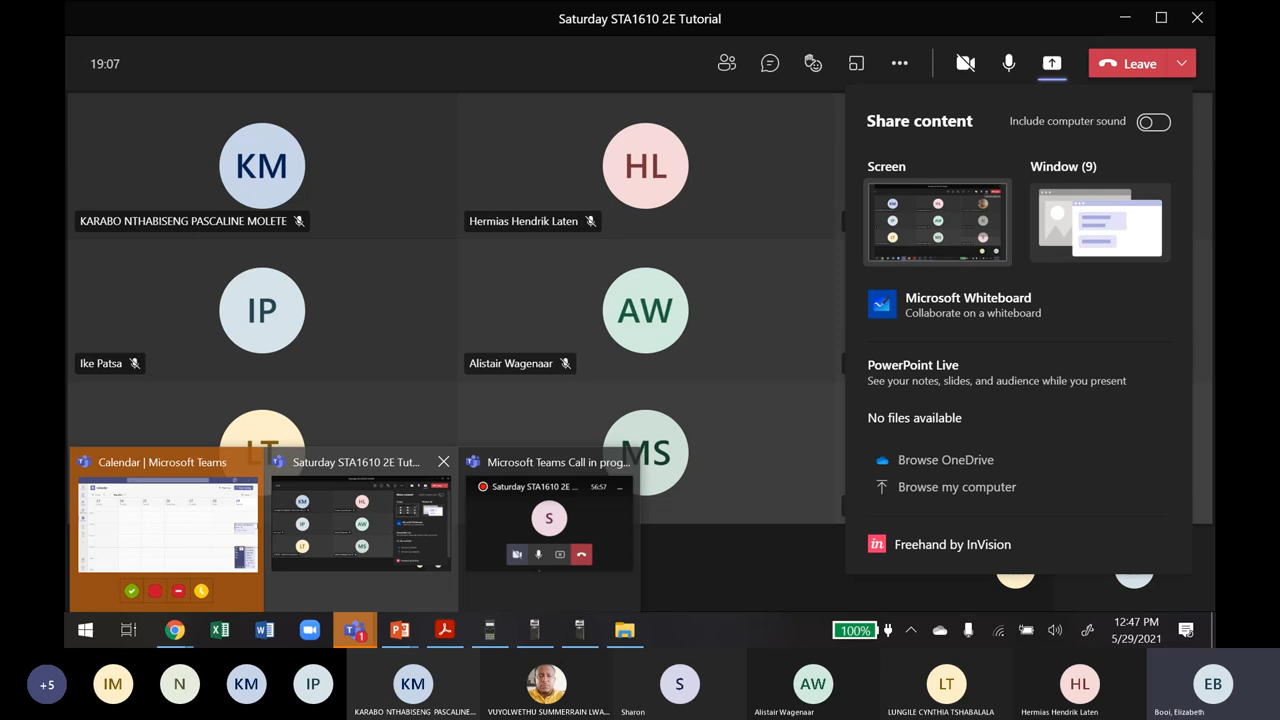 Saturday STA1610 2E Tutorial
19:07
Leave
Share content
Include computer sound
KM
HL
Screen
Window (9)
KARABO NTHABISENG PASCALINE MOLETE
Hermias Hendrik Laten
IP
AW
Microsoft Whiteboard
Collaborate on a whiteboard
Ike Patsa
Alistair Wagenaar
PowerPoint Live
See your notes, slides, and audience while you present
No files available
LT
MS
Calendar | Microsoft Teams
Saturday STA1610 2E Tut...
Microsoft Teams Call in prog...
Browse OneDrive
Saturday STA1610 2E ...
56:57
Browse my computer
S
in
Freehand by InVision
100%
12:47 PM
5/29/2021
+5
IM
N
KM
IP
KM
S
AW
LT
HL
EB
KARABO NTHABISENG PASCALINE...
VUYOLWETHU SUMMERRAIN LWA...
Sharon
Alistair Wagenaar
LUNGILE CYNTHIA TSHABALALA
Hermias Hendrik Laten
Booi, Elizabeth